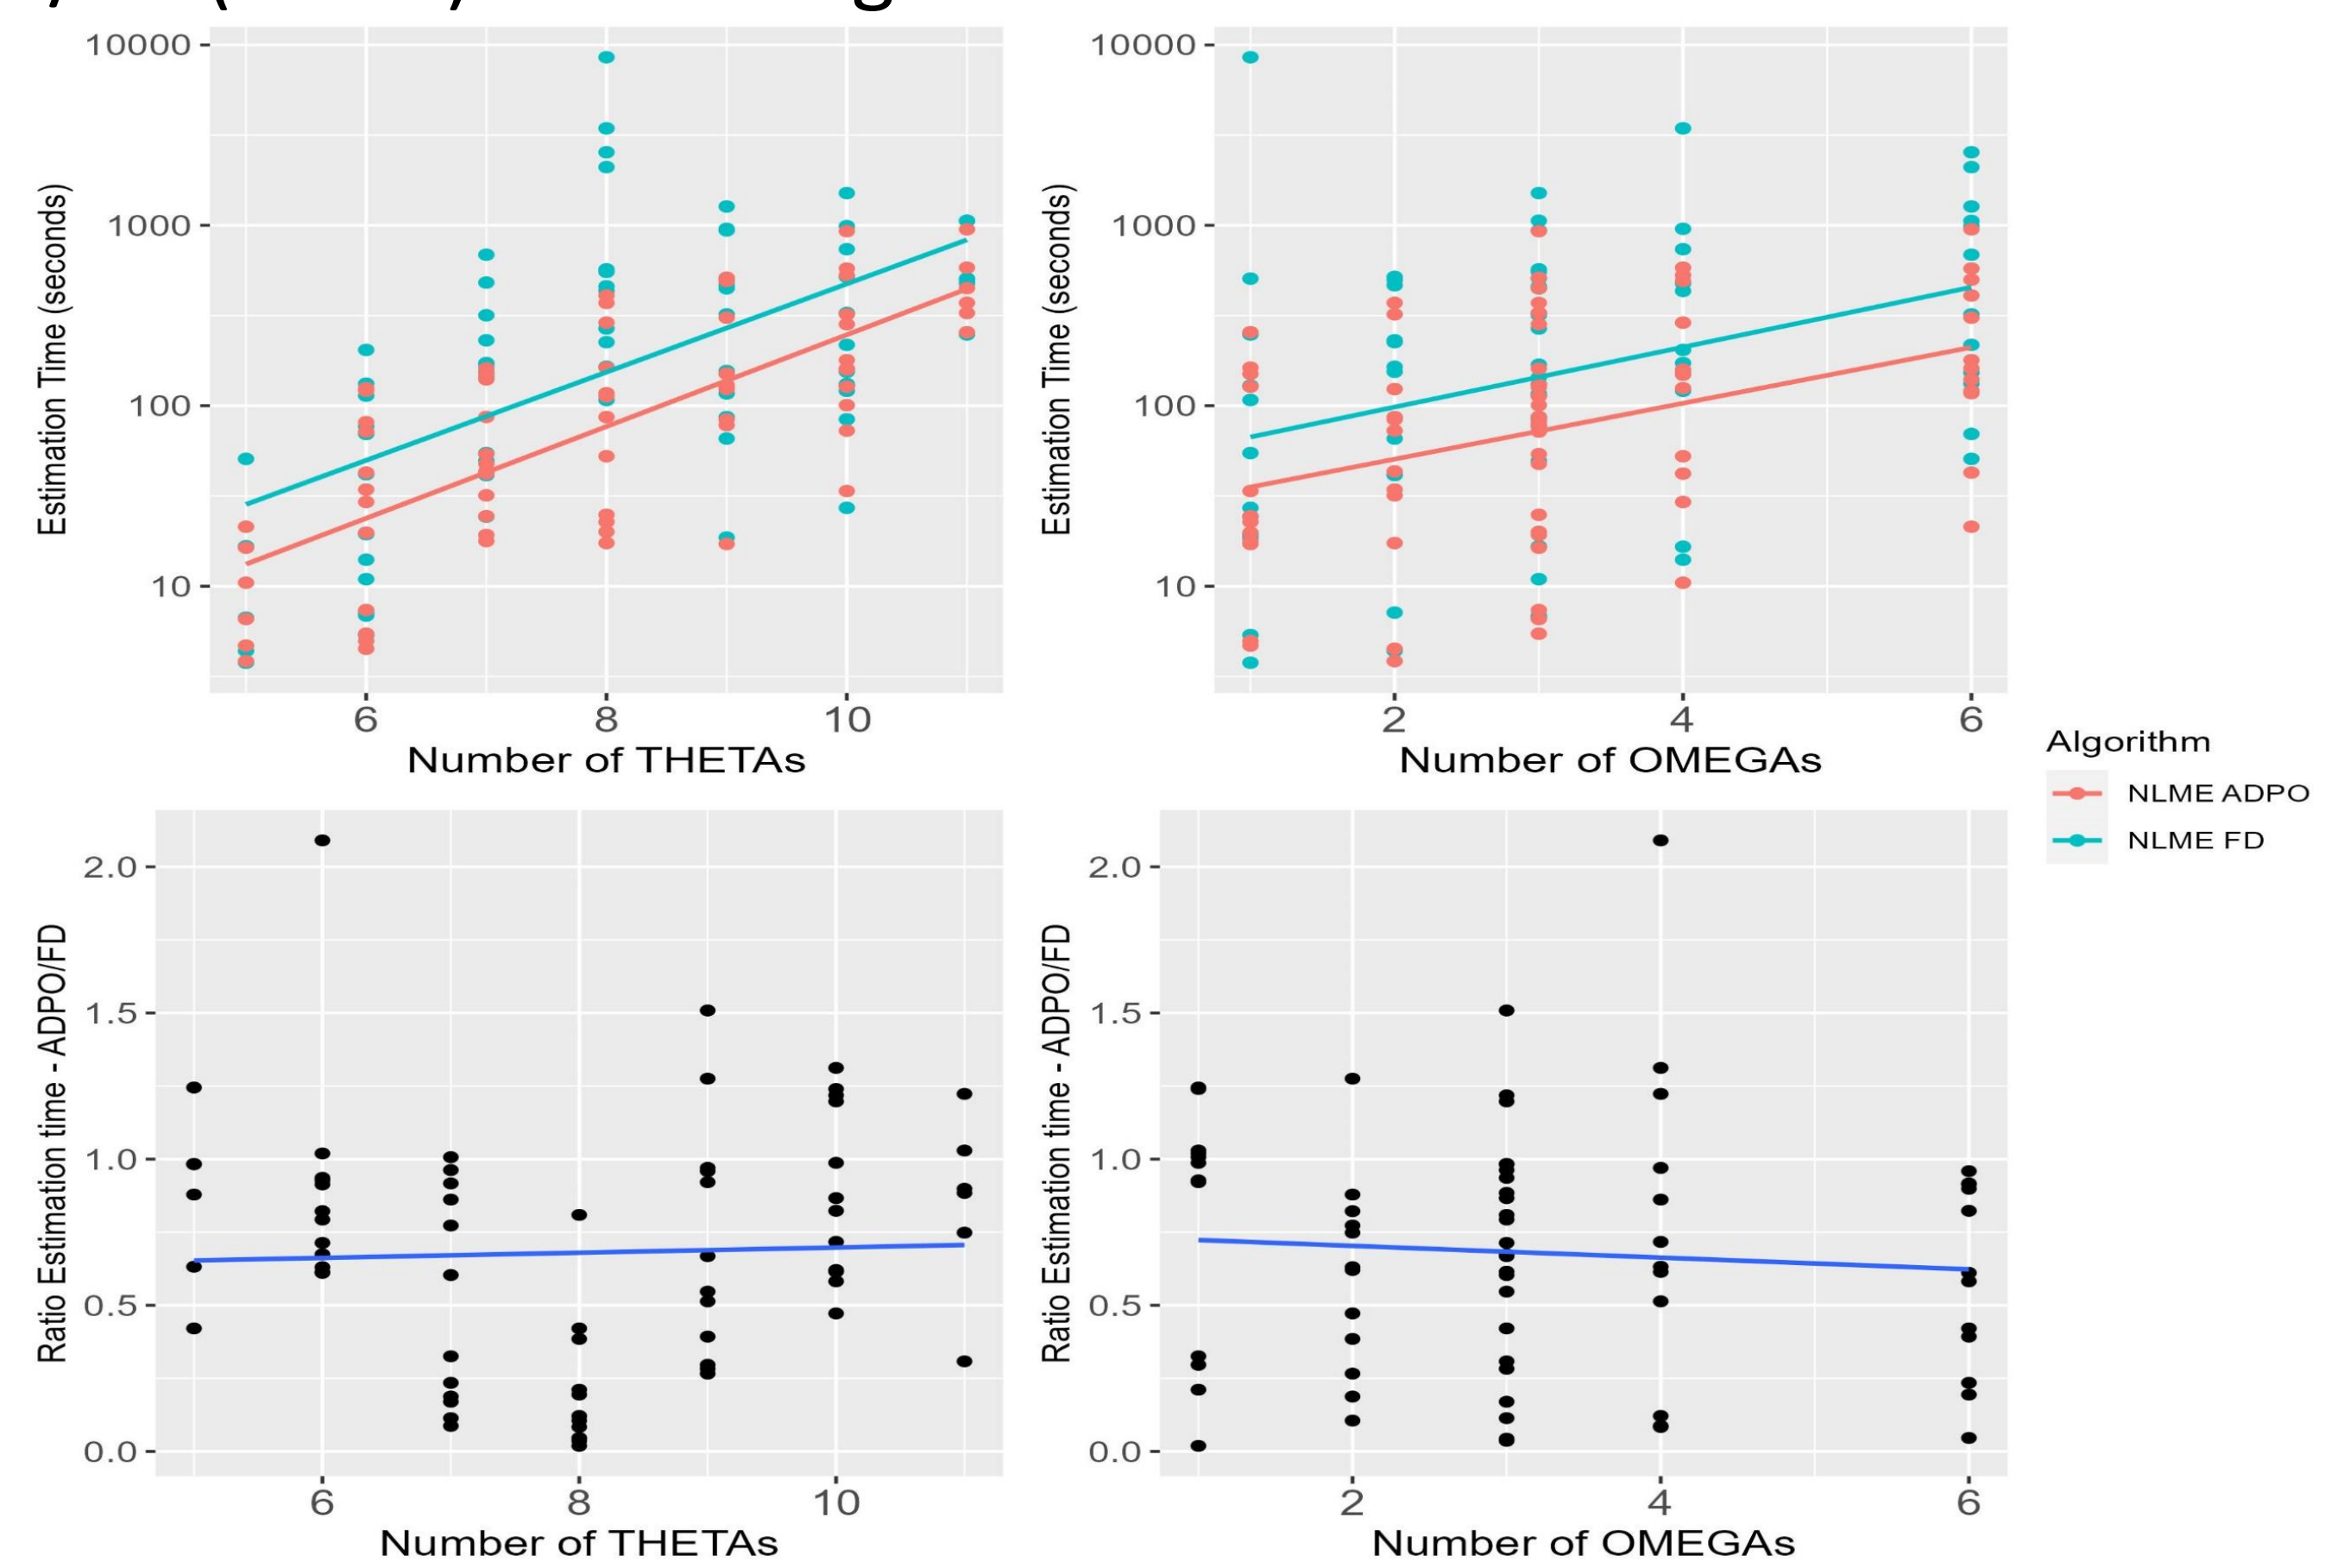 10000
1000
100
10
Estimation Time (seconds)
6 8 10
Number of THETAs
10000
1000
100
10
Estimation Time (seconds)
2 4 6
Number of OMEGAs
Algorithm
NLME ADPO
NLME FD
2.0
1.5
1.0
0.5
0.0
Ratio Estimation time - ADPO/FD
6 8 10
Number of THETAs
2.0
1.5
1.0
0.5
0.0
Ratio Estimation time - ADPO/FD
2 4 6
Number of OMEGAs